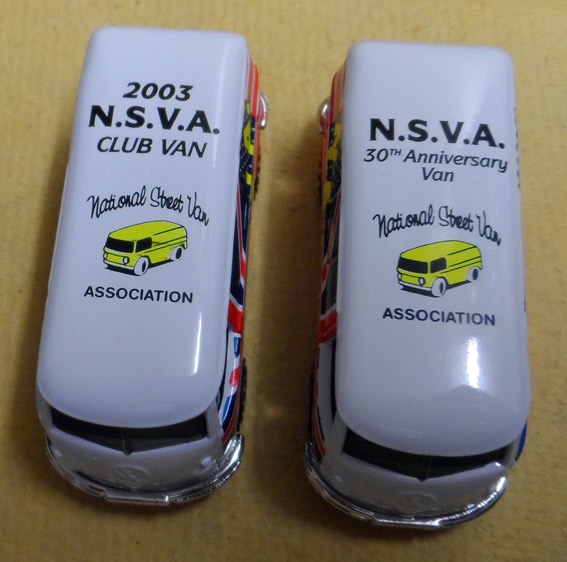 2003
N.S.V.A.
CLUB VAN
National Street Van
ASSOCIATION
N.S.V.A.
30TH Anniversary
Van
National Street Van
ASSOCIATION